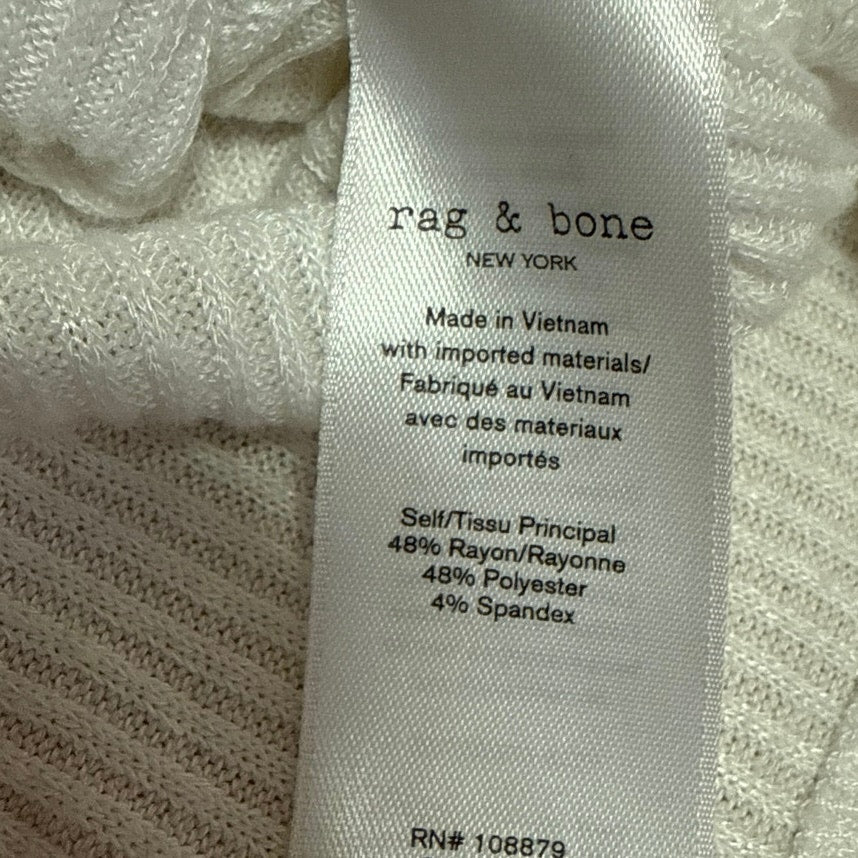 rag & bone
NEW YORK
Made in Vietnam
with imported materials/
Fabriqué au Vietnam
avec des materiaux
importés
Self/Tissu Principal
48% Rayon/Rayonne
48% Polyester
4% Spandex
RN# 108879